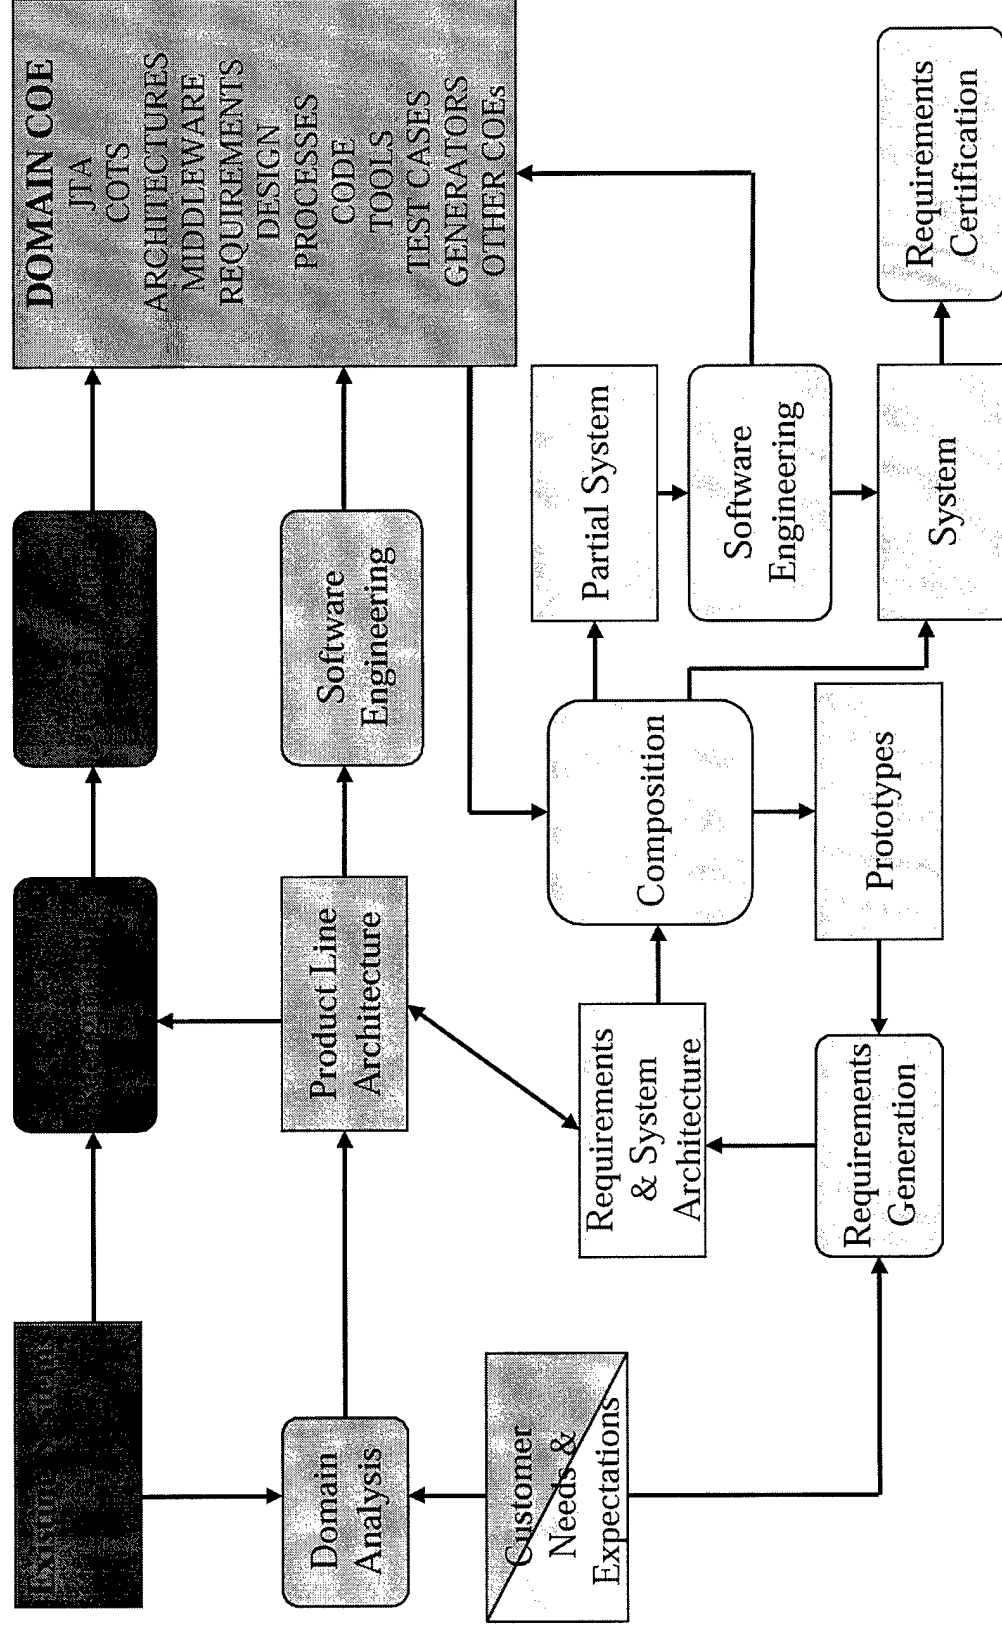 Existing Systems
DOMAIN COE
JTA
COTS
ARCHITECTURES
MIDDLEWARE
REQUIREMENTS
DESIGN
PROCESSES
CODE
TOOLS
TEST CASES
GENERATORS
OTHER COEs
Domain
Analysis
Product Line
Architecture
Software
Engineering
Customer
Needs &
Expectations
Requirements
& System
Architecture
Composition
Partial System
Software
Engineering
Requirements
Generation
Prototypes
System
Requirements
Certification